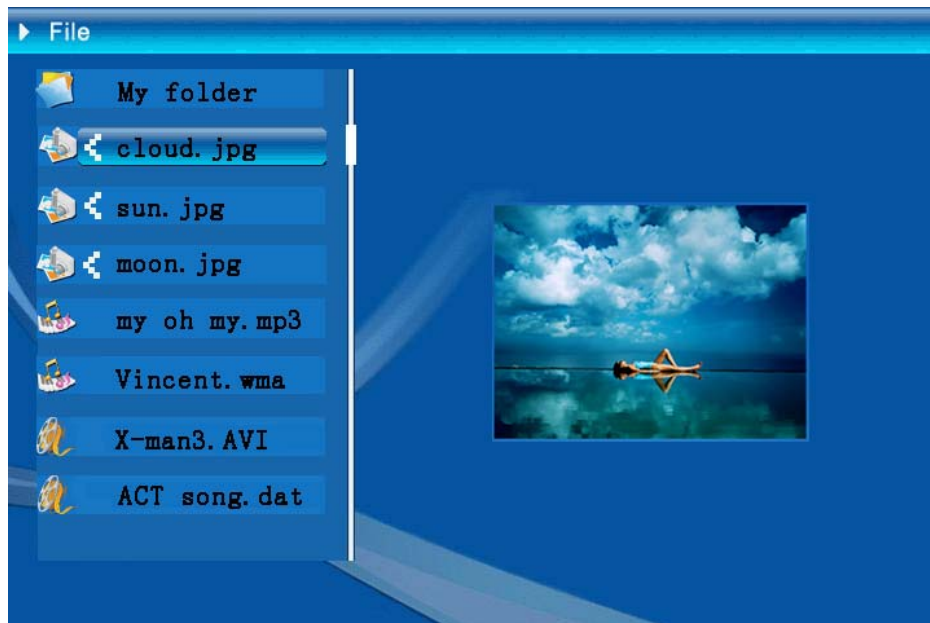 File
My folder
cloud.jpg
sun.jpg
moon.jpg
my oh my.mp3
Vincent.wma
X-man3.AVI
ACT song.dat